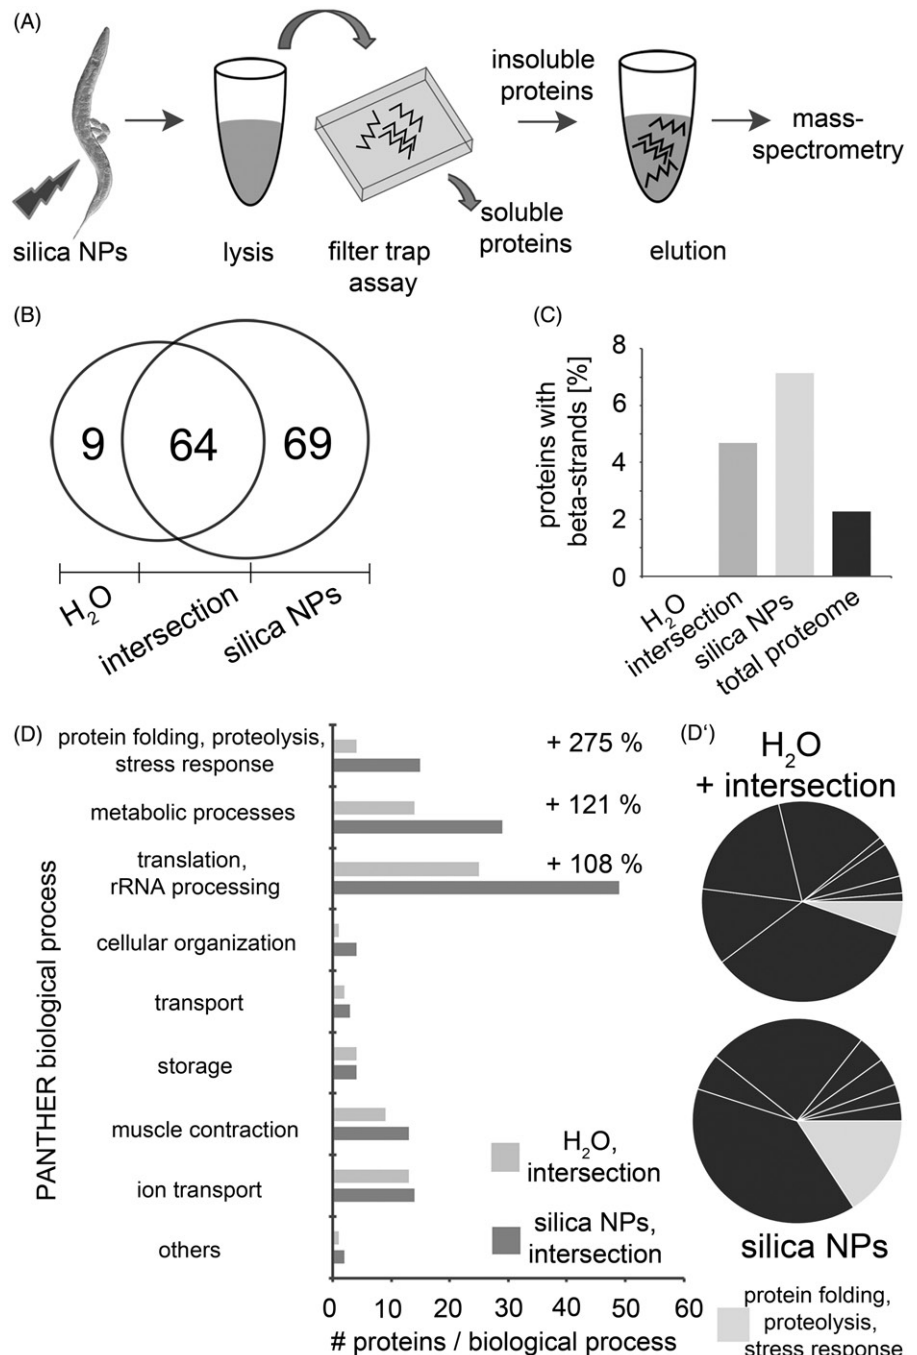 (A)
silica NPs
lysis
filter trap
assay
soluble
proteins
insoluble
proteins
elution
mass-
spectrometry
(B)
9
64
69
H₂O
intersection
silica NPs
(C)
proteins with
beta-strands [%]
8
6
4
2
0
H₂O
intersection
silica NPs
total proteome
(D)
PANTHER biological process
protein folding, proteolysis,
stress response
+ 275 %
metabolic processes
+ 121 %
translation,
rRNA processing
+ 108 %
cellular organization
transport
storage
muscle contraction
ion transport
others
H₂O,
intersection
silica NPs,
intersection
0 10 20 30 40 50 60
# proteins / biological process
(D‘)
H₂O
+ intersection
silica NPs
protein folding,
proteolysis,
stress response